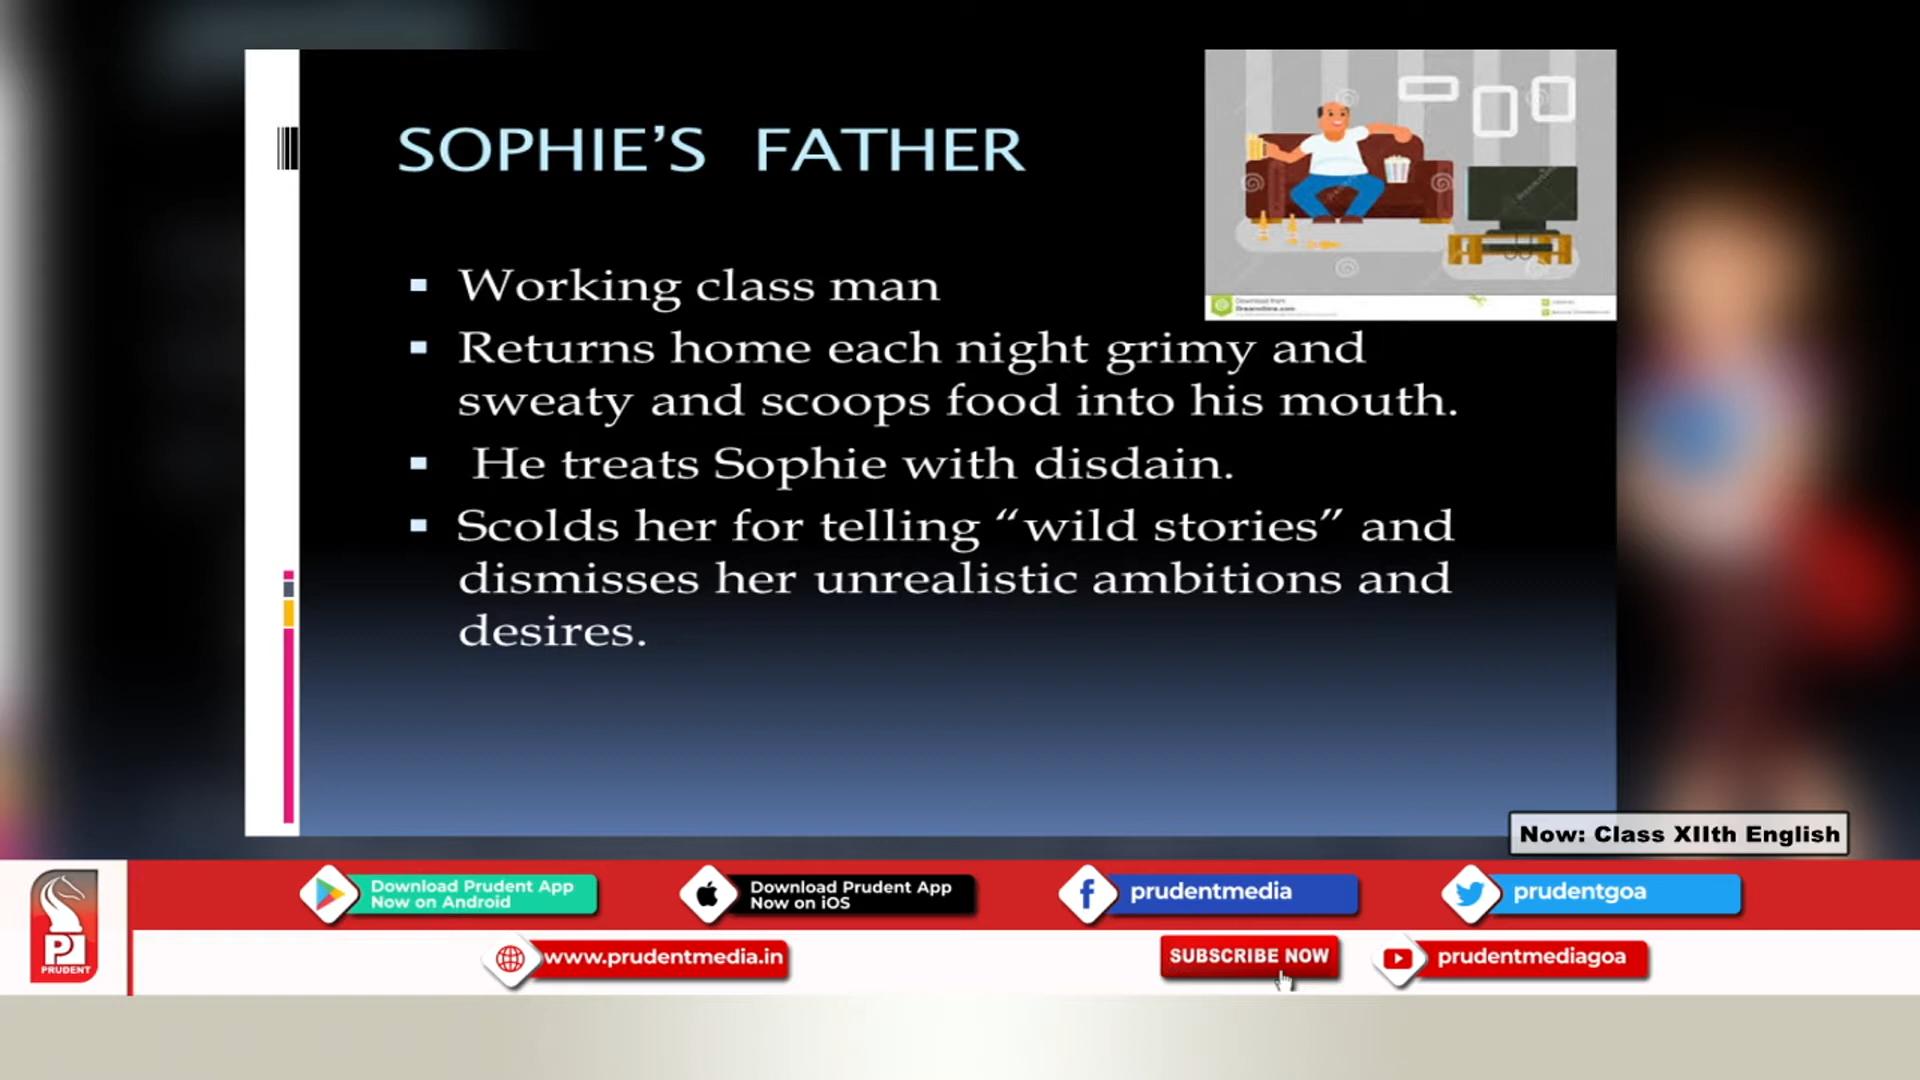 SOPHIE’S FATHER
▪ Working class man
▪ Returns home each night grimy and
sweaty and scoops food into his mouth.
▪ He treats Sophie with disdain.
▪ Scolds her for telling “wild stories” and
dismisses her unrealistic ambitions and
desires.
Now: Class XIIth English
Download Prudent App
Now on Android
Download Prudent App
Now on iOS
prudentmedia
prudentgoa
PRUDENT
www.prudentmedia.in
SUBSCRIBE NOW
prudentmediagoa